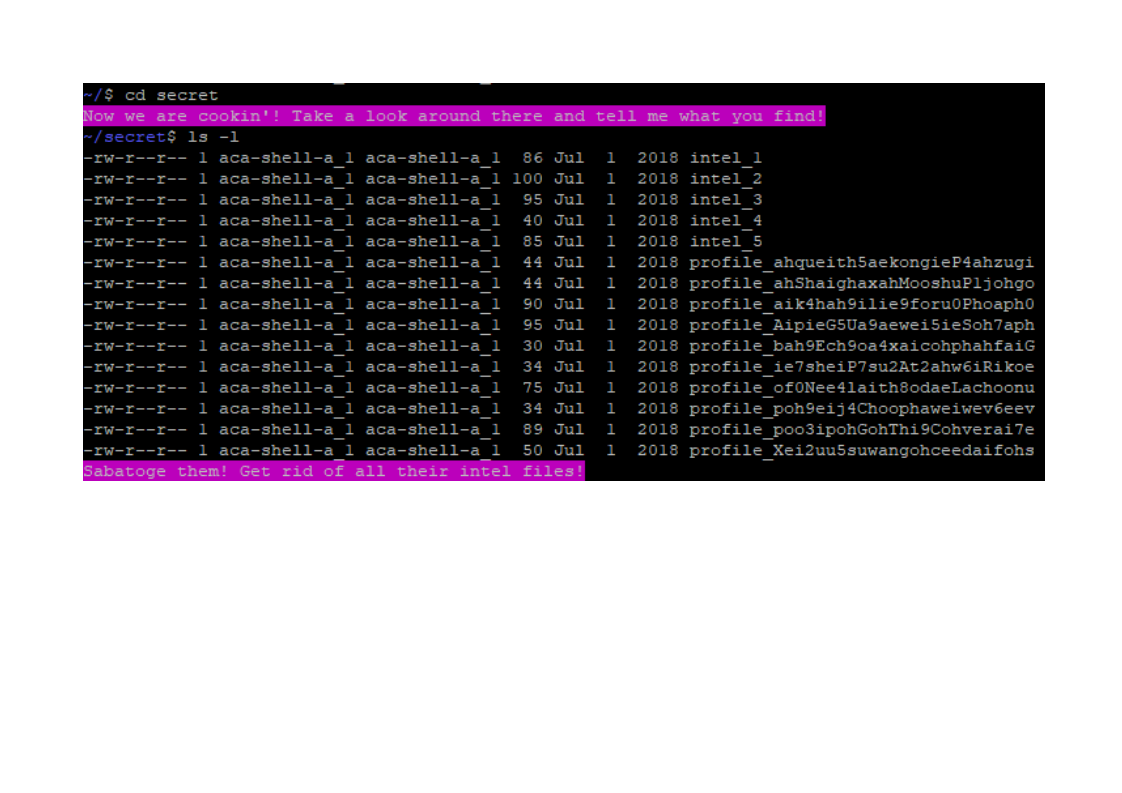 ~/$ cd secret
Now we are cookin'! Take a look around there and tell me what you find!
~/secret$ ls -l
-rw-r--r-- 1 aca-shell-a_1 aca-shell-a_1  86 Jul  1  2018 intel_1
-rw-r--r-- 1 aca-shell-a_1 aca-shell-a_1 100 Jul  1  2018 intel_2
-rw-r--r-- 1 aca-shell-a_1 aca-shell-a_1  95 Jul  1  2018 intel_3
-rw-r--r-- 1 aca-shell-a_1 aca-shell-a_1  40 Jul  1  2018 intel_4
-rw-r--r-- 1 aca-shell-a_1 aca-shell-a_1  85 Jul  1  2018 intel_5
-rw-r--r-- 1 aca-shell-a_1 aca-shell-a_1  44 Jul  1  2018 profile_ahqueith5aekongieP4ahzugi
-rw-r--r-- 1 aca-shell-a_1 aca-shell-a_1  44 Jul  1  2018 profile_ahShaighaxahMooshuP1johgo
-rw-r--r-- 1 aca-shell-a_1 aca-shell-a_1  90 Jul  1  2018 profile_aik4hah9ilie9foru0Phoaph0
-rw-r--r-- 1 aca-shell-a_1 aca-shell-a_1  95 Jul  1  2018 profile_AipieG5Ua9aewei5ieSoh7aph
-rw-r--r-- 1 aca-shell-a_1 aca-shell-a_1  30 Jul  1  2018 profile_bah9Ech9oa4xaicohphahfaiG
-rw-r--r-- 1 aca-shell-a_1 aca-shell-a_1  34 Jul  1  2018 profile_ie7sheiP7su2At2ahw6iRikoe
-rw-r--r-- 1 aca-shell-a_1 aca-shell-a_1  75 Jul  1  2018 profile_of0Nee4laith8odaeLachoonu
-rw-r--r-- 1 aca-shell-a_1 aca-shell-a_1  34 Jul  1  2018 profile_poh9eij4Choophaweiwev6eev
-rw-r--r-- 1 aca-shell-a_1 aca-shell-a_1  89 Jul  1  2018 profile_poo3ipohGohThi9Cohverai7e
-rw-r--r-- 1 aca-shell-a_1 aca-shell-a_1  50 Jul  1  2018 profile_Xei2uu5suwangohceedaifohs
Sabatoge them! Get rid of all their intel files!